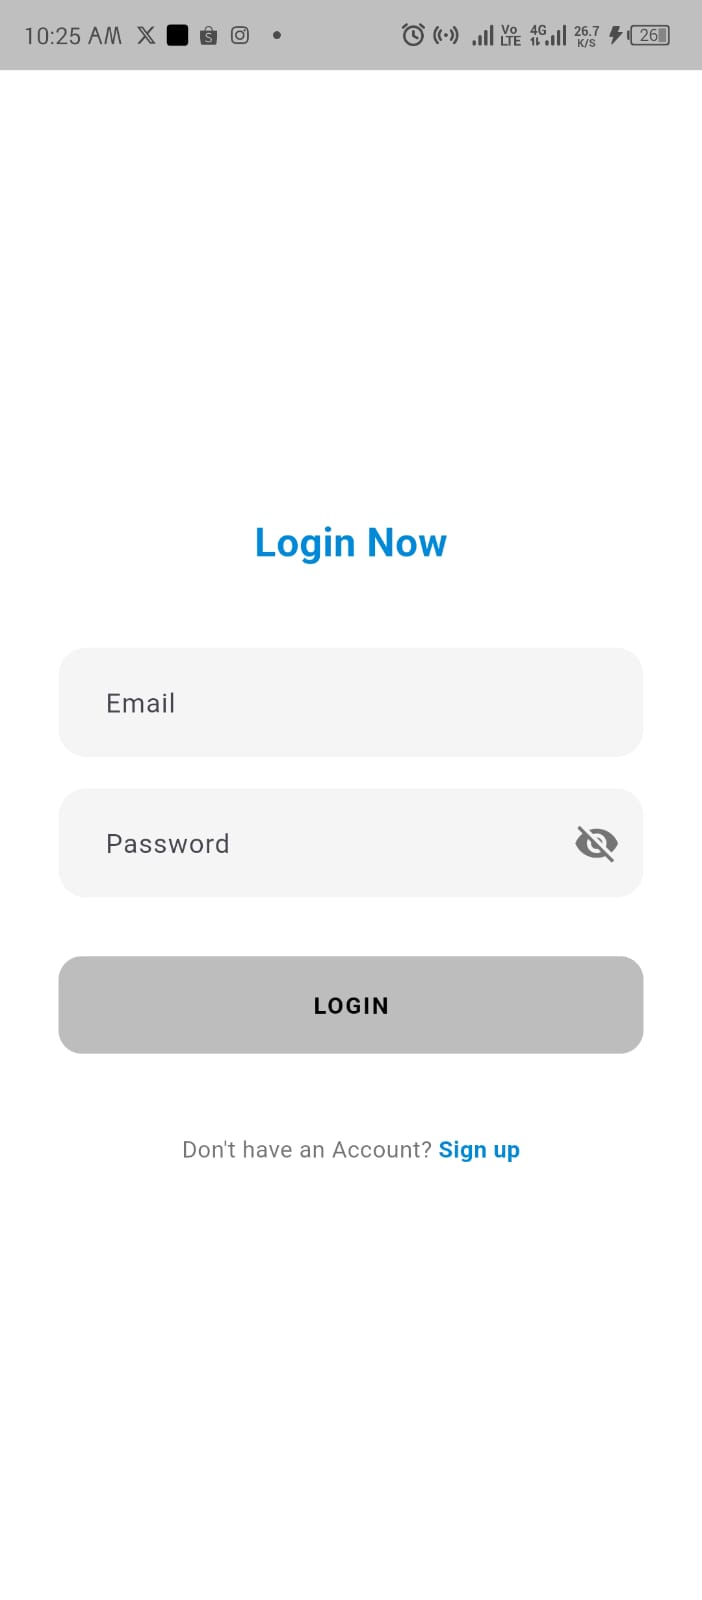 10:25 AM Vo LTE 4G 26.7 K/S 26
Login Now
Email
Password
LOGIN
Don't have an Account? Sign up